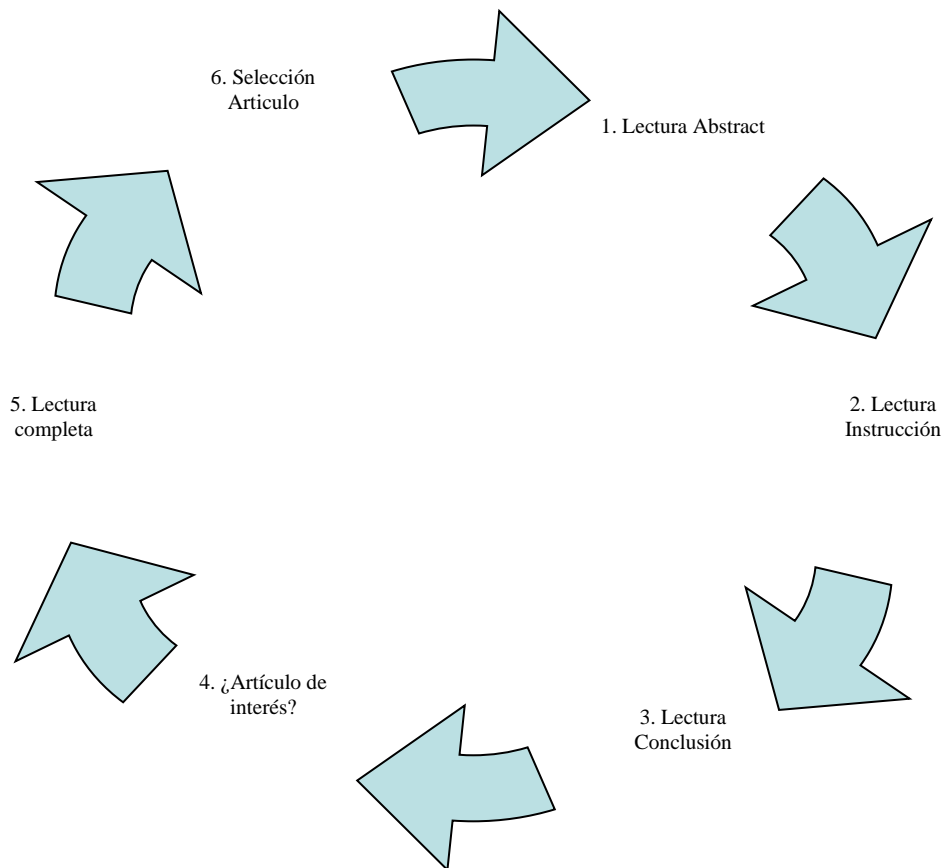 6. Selección
Articulo
1. Lectura Abstract
2. Lectura
Instrucción
3. Lectura
Conclusión
4. ¿Artículo de
interés?
5. Lectura
completa